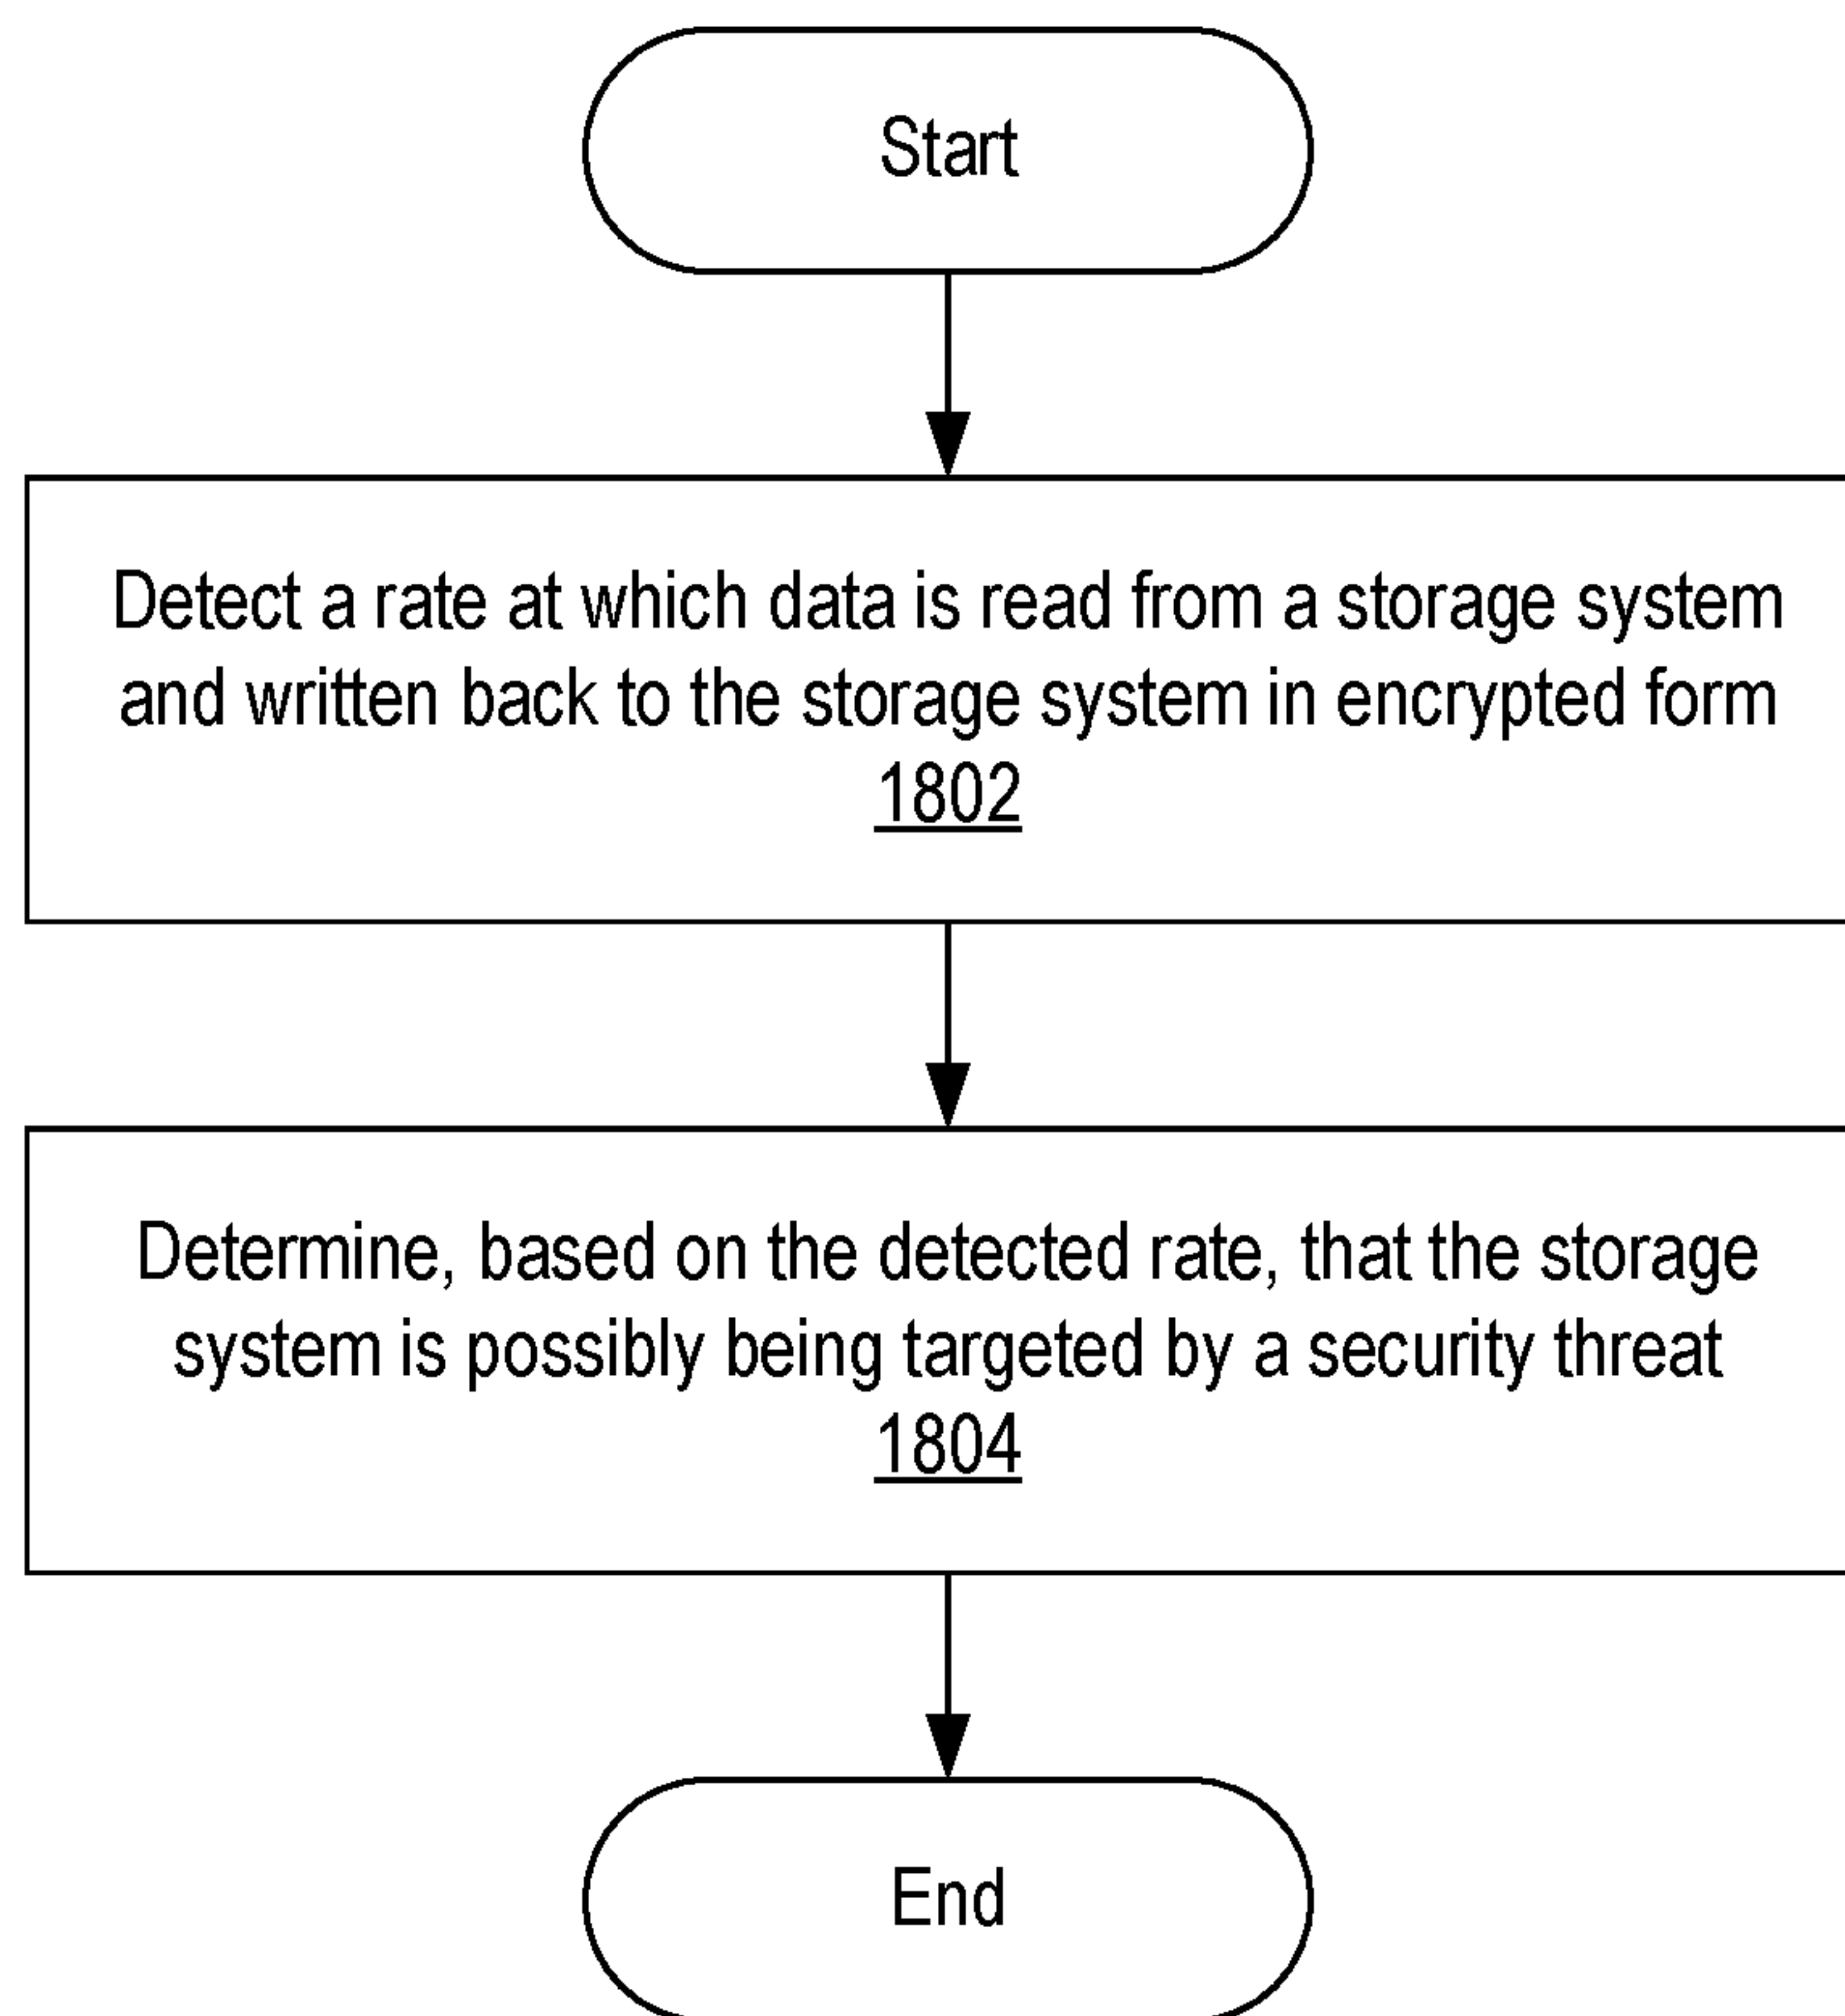 Start
Detect a rate at which data is read from a storage system
and written back to the storage system in encrypted form
1802
Determine, based on the detected rate, that the storage
system is possibly being targeted by a security threat
1804
End